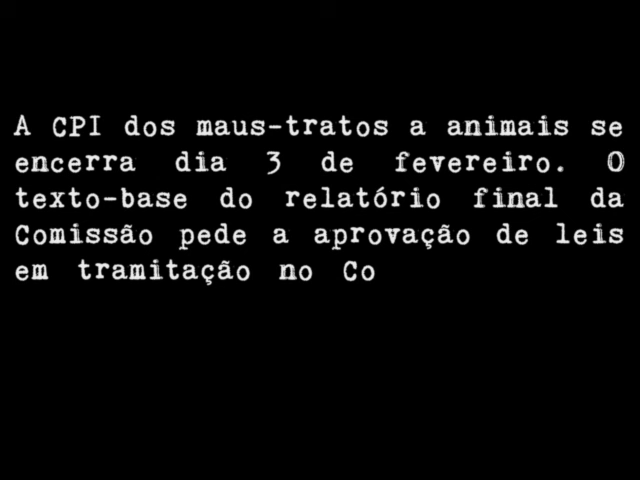 A CPI dos maus-tratos a animais se
encerra dia 3 de fevereiro. O
texto-base do relatório final da
Comissão pede a aprovação de leis
em tramitação no Co